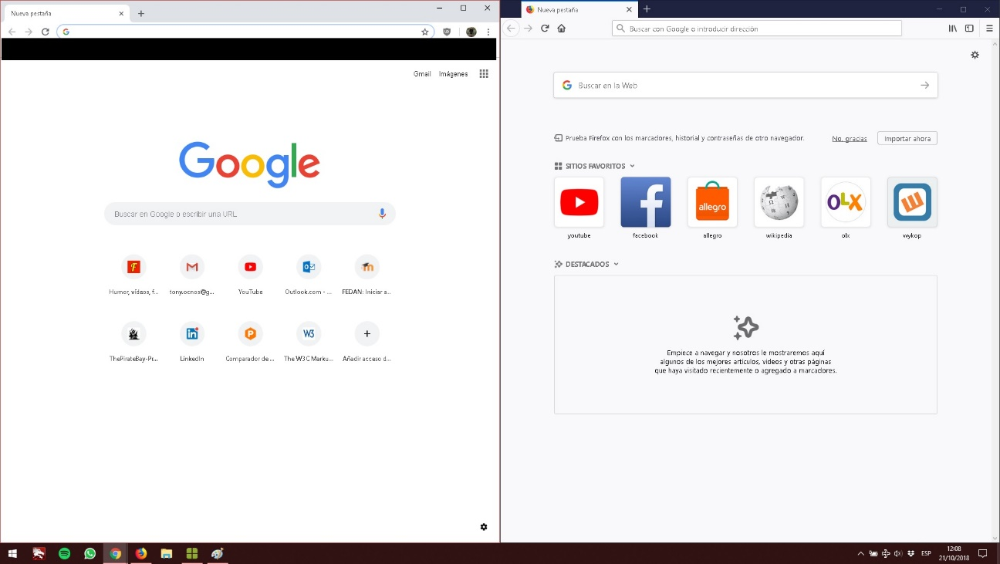 Nueva pestaña
Gmail Imágenes
Google
Buscar en Google o escribir una URL
Humor, vídeos, f...
tony.ocnos@g...
YouTube
Outlook.com - ...
FEDAN: Iniciar s...
ThePirateBay-Pr...
LinkedIn
Comparador de ...
The W3C Marku...
Añadir acceso d...
Nueva pestaña
Buscar con Google o introducir dirección
Buscar en la Web
Prueba Firefox con los marcadores, historial y contraseñas de otro navegador.
No, gracias
Importar ahora
SITIOS FAVORITOS
allegro
OLX
youtube
facebook
allegro
wikipedia
olx
wykop
DESTACADOS
Empiece a navegar y nosotros le mostraremos aquí
algunos de los mejores artículos, videos y otras páginas
que haya visitado recientemente o agregado a marcadores.
ESP
12:08
21/10/2018